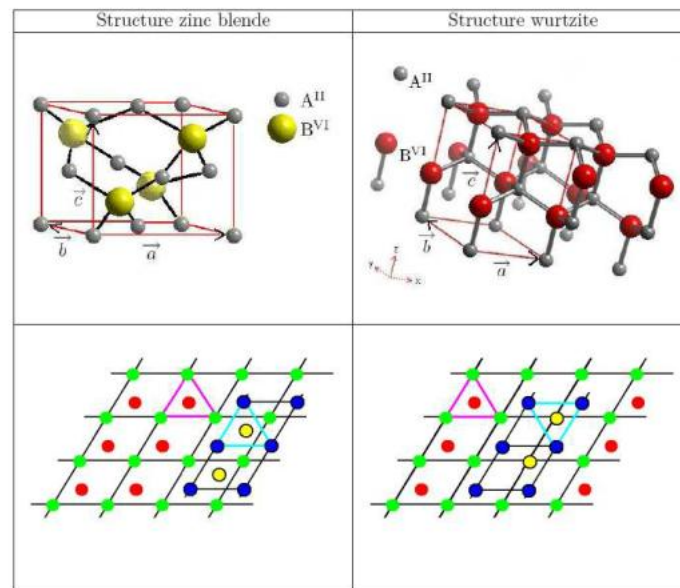 Structure zinc blende
Structure wurtzite
A^II
B^VI
c
b
a
A^II
B^VI
c
b
a
z
y
x